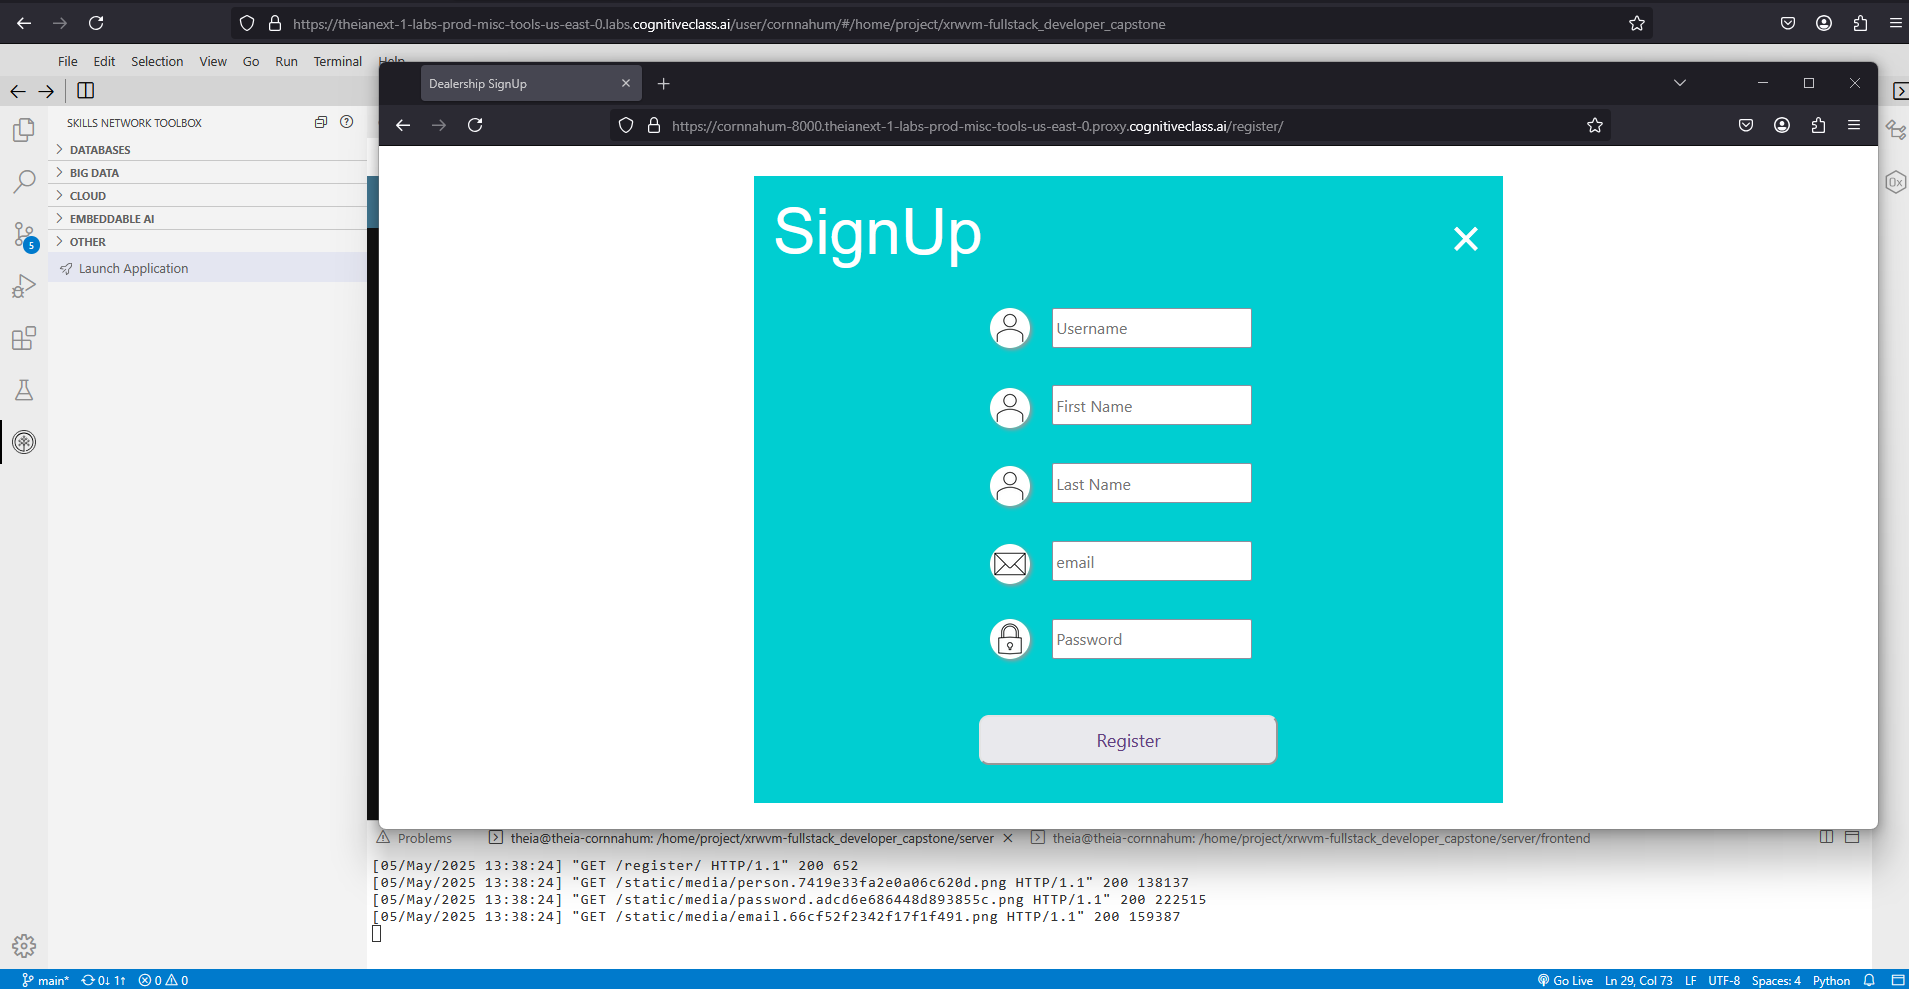 https://theianext-1-labs-prod-misc-tools-us-east-0.labs.cognitiveclass.ai/user/cornnahum/#/home/project/xrwvm-fullstack_developer_capstone
File Edit Selection View Go Run Terminal Help
Dealership SignUp
https://cornnahum-8000.theianext-1-labs-prod-misc-tools-us-east-0.proxy.cognitiveclass.ai/register/
SKILLS NETWORK TOOLBOX
DATABASES
BIG DATA
CLOUD
EMBEDDABLE AI
OTHER
Launch Application
5
0x
SignUp
Username
First Name
Last Name
email
Password
Register
Problems
theia@theia-cornnahum: /home/project/xrwvm-fullstack_developer_capstone/server
theia@theia-cornnahum: /home/project/xrwvm-fullstack_developer_capstone/server/frontend
[05/May/2025 13:38:24] "GET /register/ HTTP/1.1" 200 652
[05/May/2025 13:38:24] "GET /static/media/person.7419e33fa2e0a06c620d.png HTTP/1.1" 200 138137
[05/May/2025 13:38:24] "GET /static/media/password.adcd6e686448d893855c.png HTTP/1.1" 200 222515
[05/May/2025 13:38:24] "GET /static/media/email.66cf52f2342f17f1f491.png HTTP/1.1" 200 159387
main* 0↓ 1↑ 0 0
Go Live Ln 29, Col 73 LF UTF-8 Spaces: 4 Python